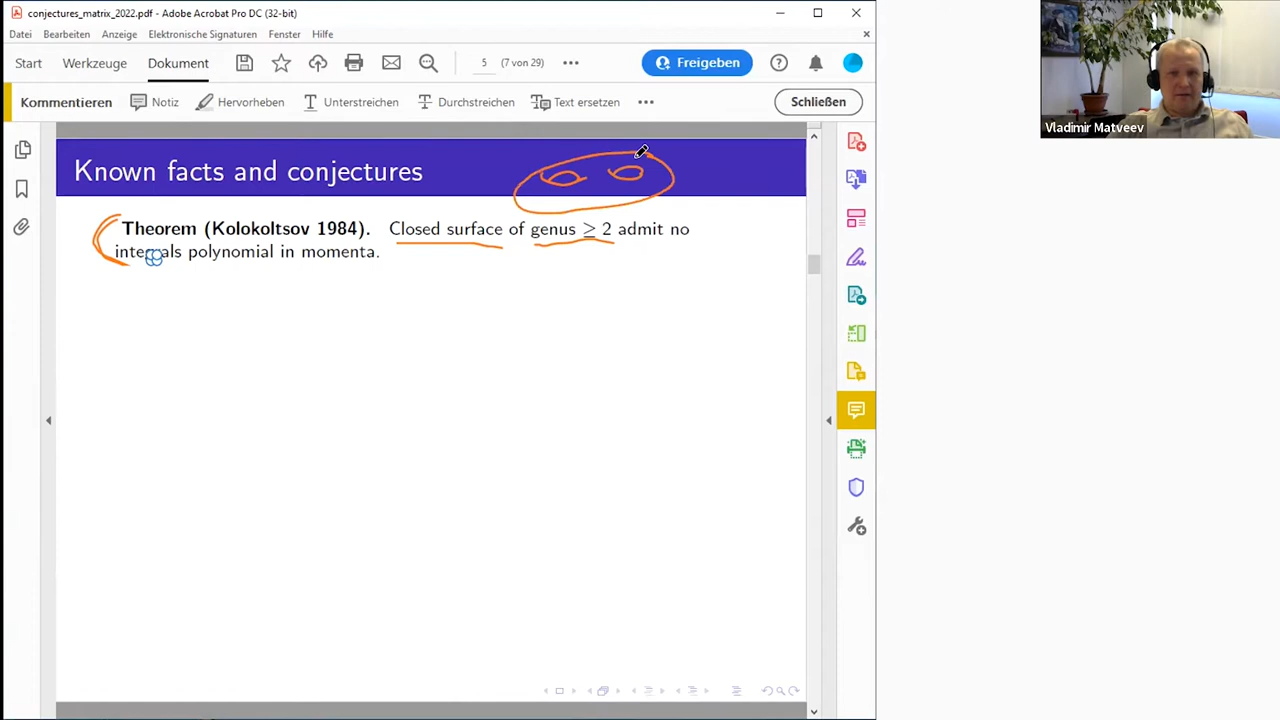 conjectures_matrix_2022.pdf - Adobe Acrobat Pro DC (32-bit)
Datei Bearbeiten Anzeige Elektronische Signaturen Fenster Hilfe
Start Werkzeuge Dokument 5 (7 von 29) Freigeben
Kommentieren Notiz Hervorheben Unterstreichen Durchstreichen Text ersetzen Schließen
Vladimir Matveev
Known facts and conjectures
Theorem (Kolokoltsov 1984). Closed surface of genus ≥ 2 admit no
integrals polynomial in momenta.